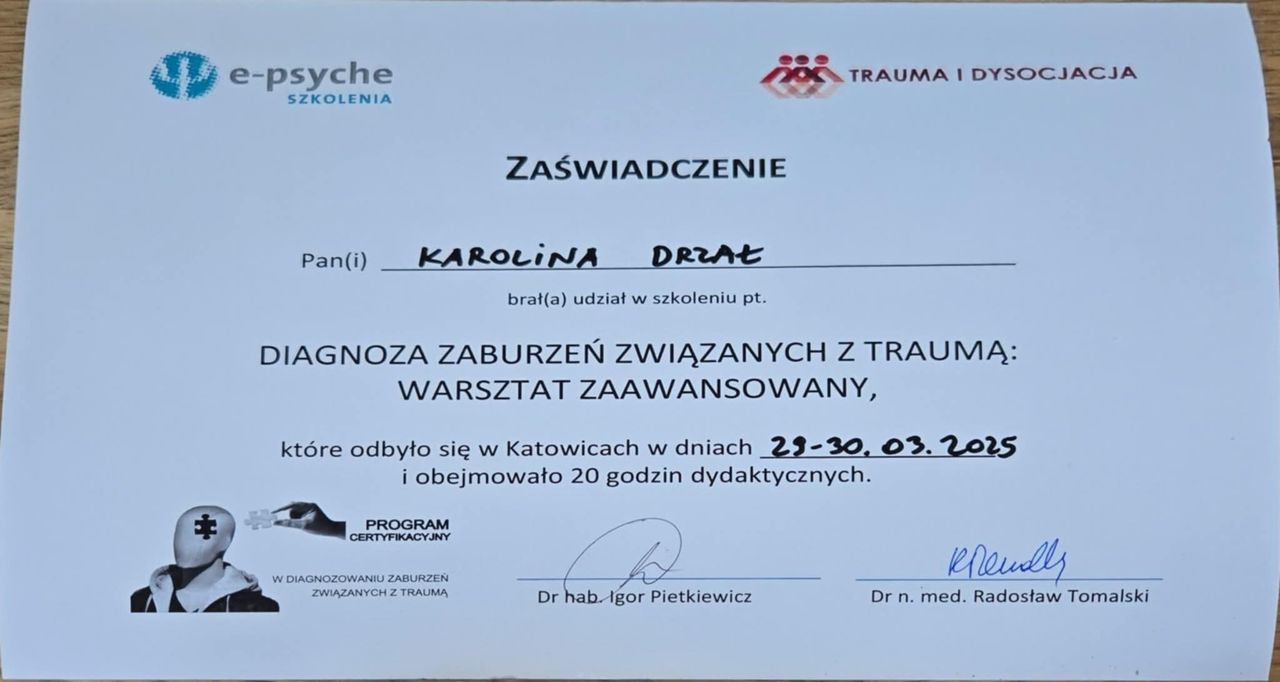 e-psyche
SZKOLENIA
TRAUMA I DYSOCJACJA
ZAŚWIADCZENIE
Pan(i) KAROLINA DRZAŁ
brał(a) udział w szkoleniu pt.
DIAGNOZA ZABURZEŃ ZWIĄZANYCH Z TRAUMĄ:
WARSZTAT ZAAWANSOWANY,
które odbyło się w Katowicach w dniach 29-30.03.2025
i obejmowało 20 godzin dydaktycznych.
PROGRAM
CERTYFIKACYJNY
W DIAGNOZOWANIU ZABURZEŃ
ZWIĄZANYCH Z TRAUMĄ
Dr hab. Igor Pietkiewicz
Dr n. med. Radosław Tomalski